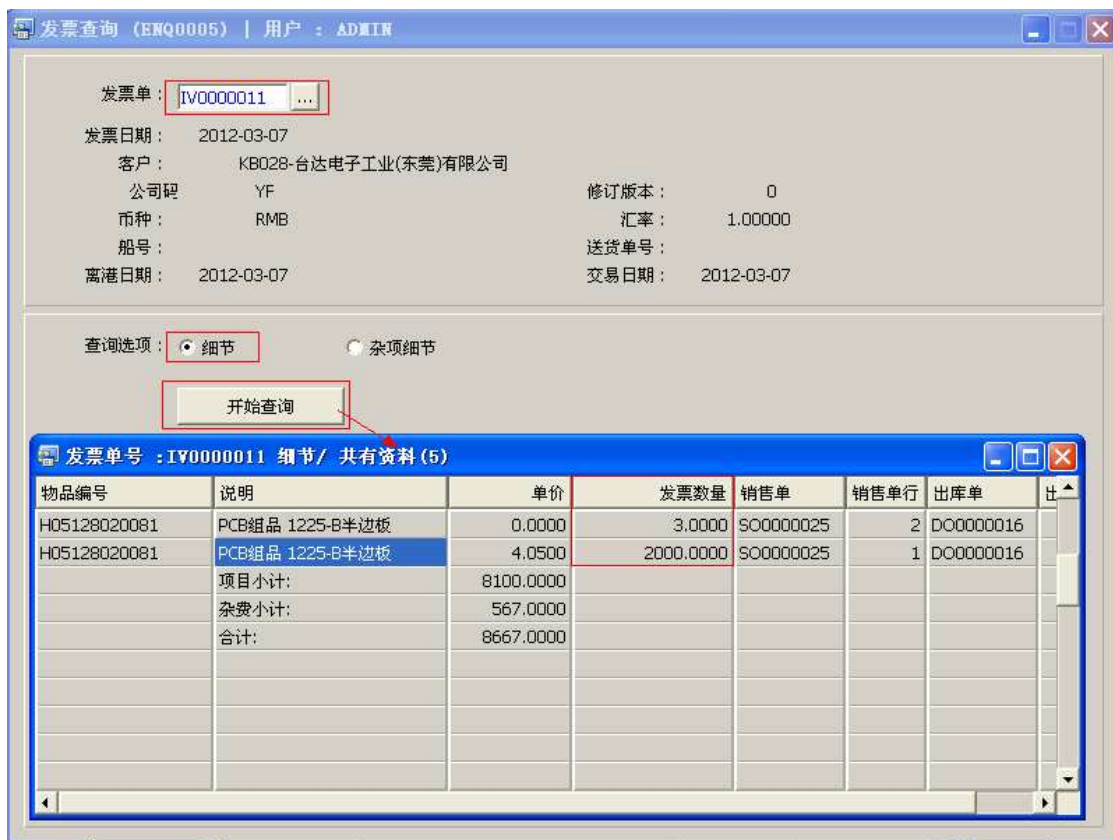 发票查询 (ENQ0005) | 用户 : ADMIN
发票单: IV0000011 ...
发票日期: 2012-03-07
客户: KB028-台达电子工业(东莞)有限公司
公司码 YF 修订版本: 0
币种: RMB 汇率: 1.00000
船号: 送货单号:
离港日期: 2012-03-07 交易日期: 2012-03-07
查询选项: 细节 杂项细节
开始查询
发票单号 :IV0000011 细节/ 共有资料(5)
物品编号 说明 单价 发票数量 销售单 销售单行 出库单
H05128020081 PCB组品 1225-B半边板 0.0000 3.0000 SO0000025 2 DO0000016
H05128020081 PCB组品 1225-B半边板 4.0500 2000.0000 SO0000025 1 DO0000016
项目小计: 8100.0000
杂费小计: 567.0000
合计: 8667.0000